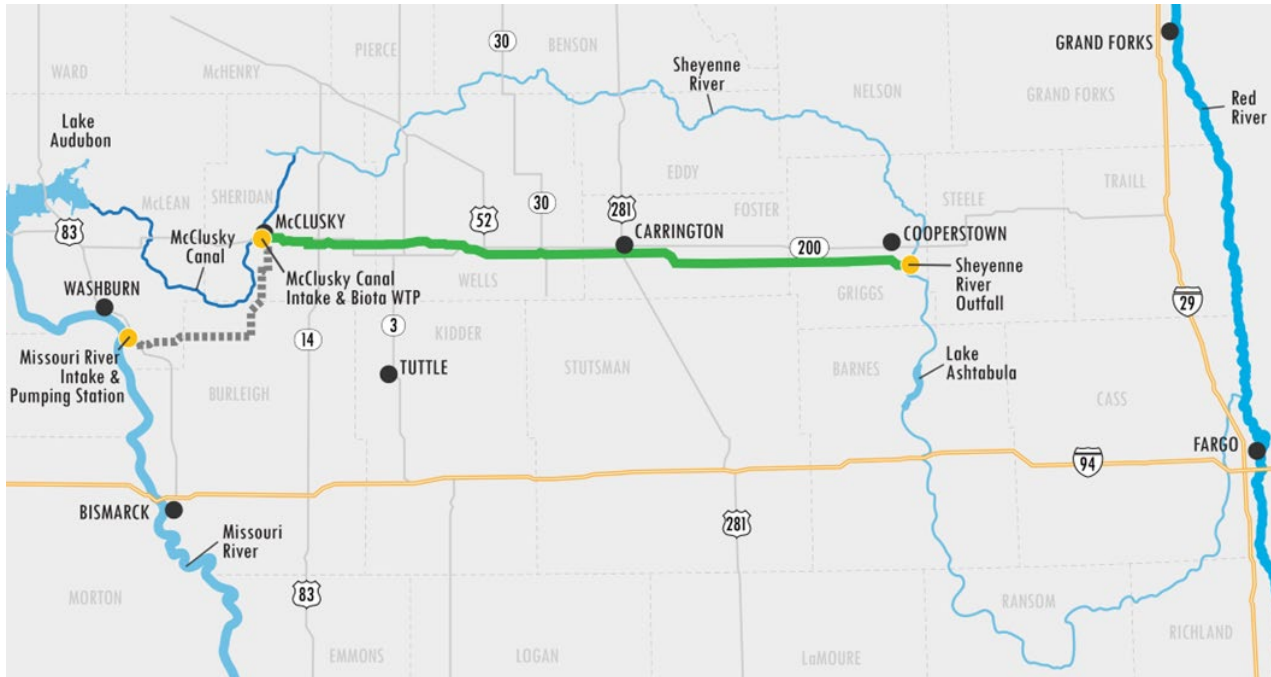 30
BENSON
PIERCE
GRAND FORKS
WARD
McHENRY
Sheyenne
River
NELSON
GRAND FORKS
Red
River
Lake
Audubon
EDDY
TRAILL
McLEAN
SHERIDAN
STEELE
30
281
FOSTER
83
McCLUSKY
52
CARRINGTON
200
COOPERSTOWN
McClusky
Canal
McClusky Canal
Intake & Biota WTP
WELLS
Sheyenne
River
Outfall
WASHBURN
GRIGGS
29
14
3
KIDDER
Missouri River
Intake &
Pumping Station
TUTTLE
STUTSMAN
BARNES
Lake
Ashtabula
BURLEIGH
CASS
FARGO
94
BISMARCK
281
Missouri
River
83
MORTON
RANSOM
RICHLAND
EMMONS
LOGAN
LaMOURE